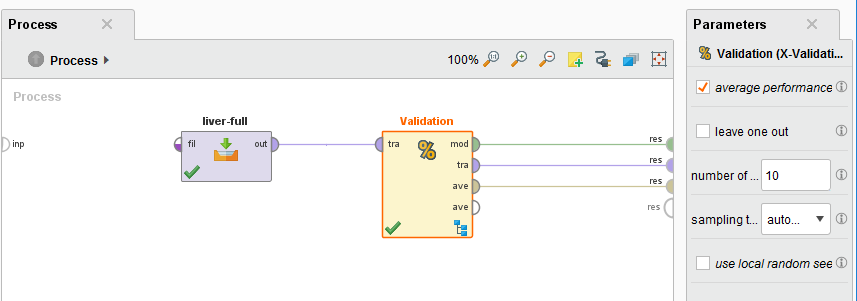 Process
Parameters
Process
100%
Validation (X-Validati...
Process
average performance
liver-full
Validation
leave one out
inp
fil
out
tra
mod
res
tra
res
number of ...
10
ave
res
ave
res
sampling t...
auto...
use local random see